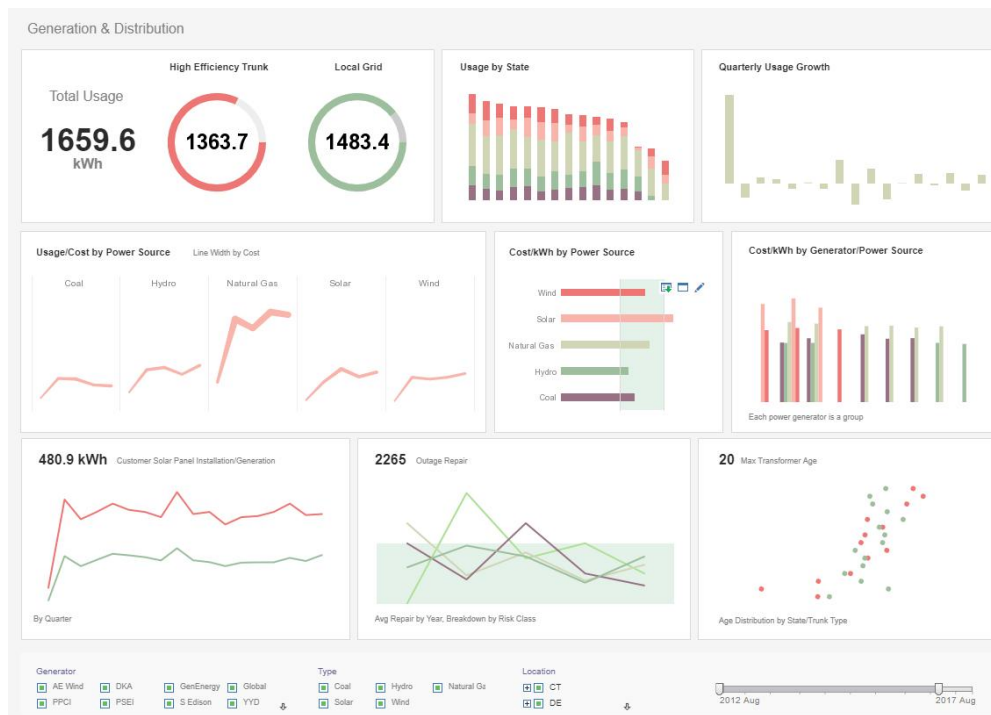 Generation & Distribution
Total Usage
1659.6
kWh
High Efficiency Trunk
1363.7
Local Grid
1483.4
Usage by State
Quarterly Usage Growth
Usage/Cost by Power Source Line Width by Cost
Coal Hydro Natural Gas Solar Wind
Cost/kWh by Power Source
Wind
Solar
Natural Gas
Hydro
Coal
Cost/kWh by Generator/Power Source
Each power generator is a group
480.9 kWh Customer Solar Panel Installation/Generation
By Quarter
2265 Outage Repair
Avg Repair by Year, Breakdown by Risk Class
20 Max Transformer Age
Age Distribution by State/Trunk Type
Generator
AE Wind DKA GenEnergy Global
PPCI PSEI S Edison YYD
Type
Coal Hydro Natural Ga
Solar Wind
Location
CT
DE
2012 Aug 2017 Aug